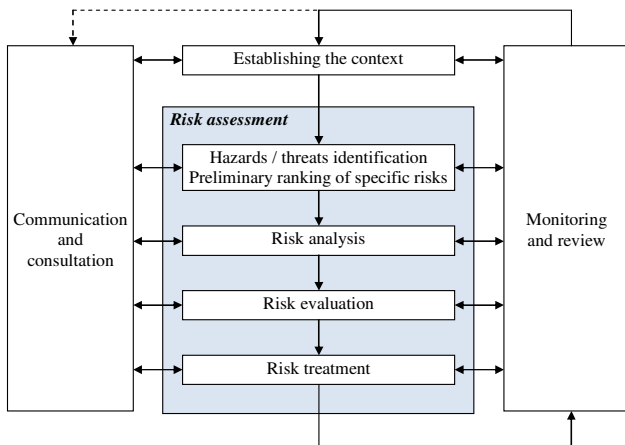 Establishing the context
Risk assessment
Hazards / threats identification
Preliminary ranking of specific risks
Communication
and
consultation
Risk analysis
Monitoring
and review
Risk evaluation
Risk treatment